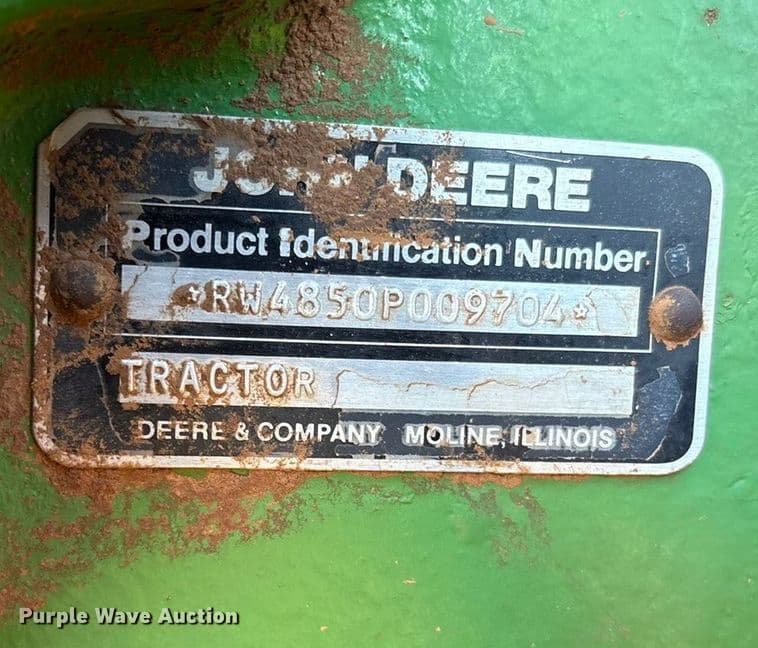 JOHN DEERE
Product Identification Number
*RW4850P009704*
TRACTOR
DEERE & COMPANY MOLINE, ILLINOIS
Purple Wave Auction